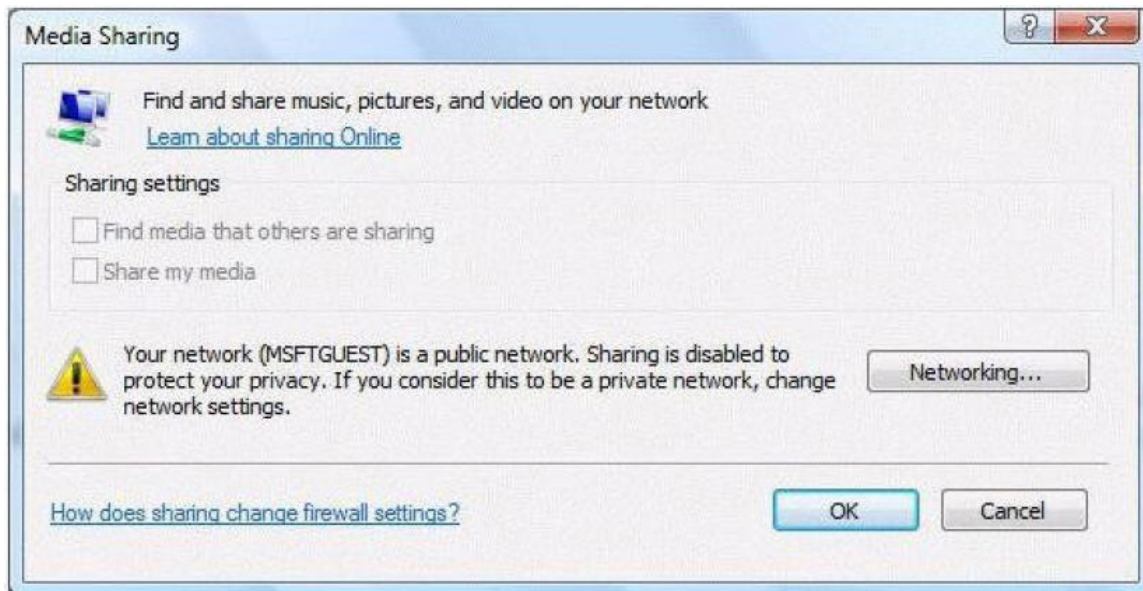 Media Sharing
Find and share music, pictures, and video on your network
Learn about sharing Online
Sharing settings
Find media that others are sharing
Share my media
Your network (MSFTGUEST) is a public network. Sharing is disabled to
protect your privacy. If you consider this to be a private network, change
network settings.
Networking...
How does sharing change firewall settings?
OK
Cancel